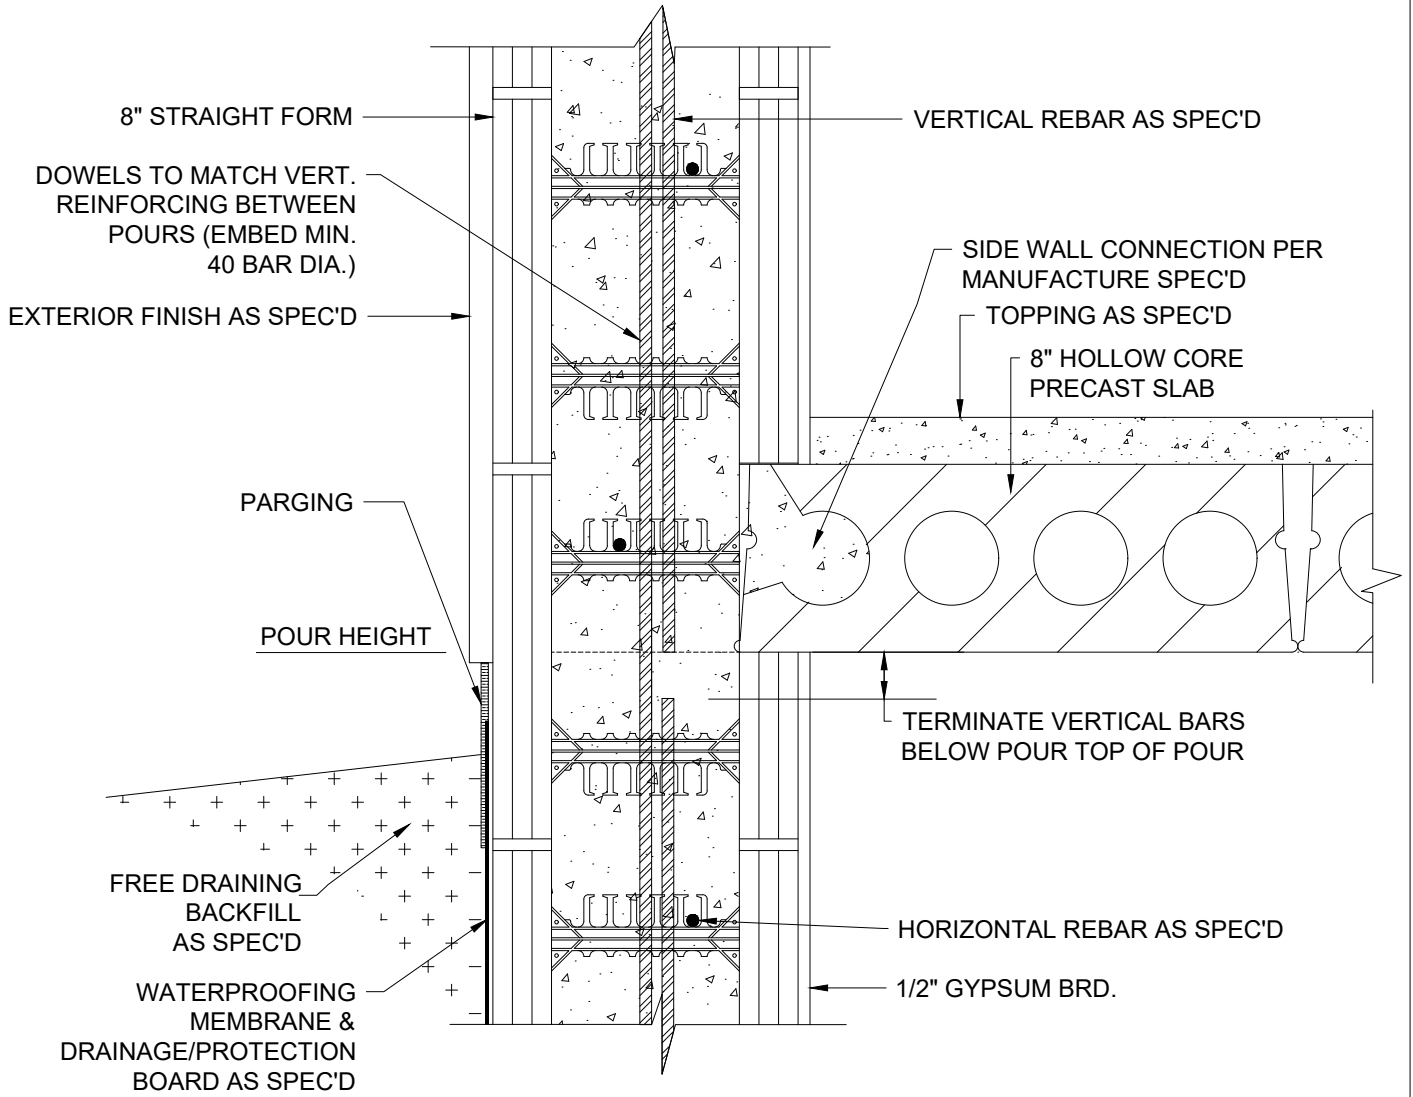 8" STRAIGHT FORM
DOWELS TO MATCH VERT.
REINFORCING BETWEEN
POURS (EMBED MIN.
40 BAR DIA.)
EXTERIOR FINISH AS SPEC'D
PARGING
POUR HEIGHT
FREE DRAINING
BACKFILL
AS SPEC'D
WATERPROOFING
MEMBRANE &
DRAINAGE/PROTECTION
BOARD AS SPEC'D
VERTICAL REBAR AS SPEC'D
SIDE WALL CONNECTION PER
MANUFACTURE SPEC'D
TOPPING AS SPEC'D
8" HOLLOW CORE
PRECAST SLAB
TERMINATE VERTICAL BARS
BELOW POUR TOP OF POUR
HORIZONTAL REBAR AS SPEC'D
1/2" GYPSUM BRD.